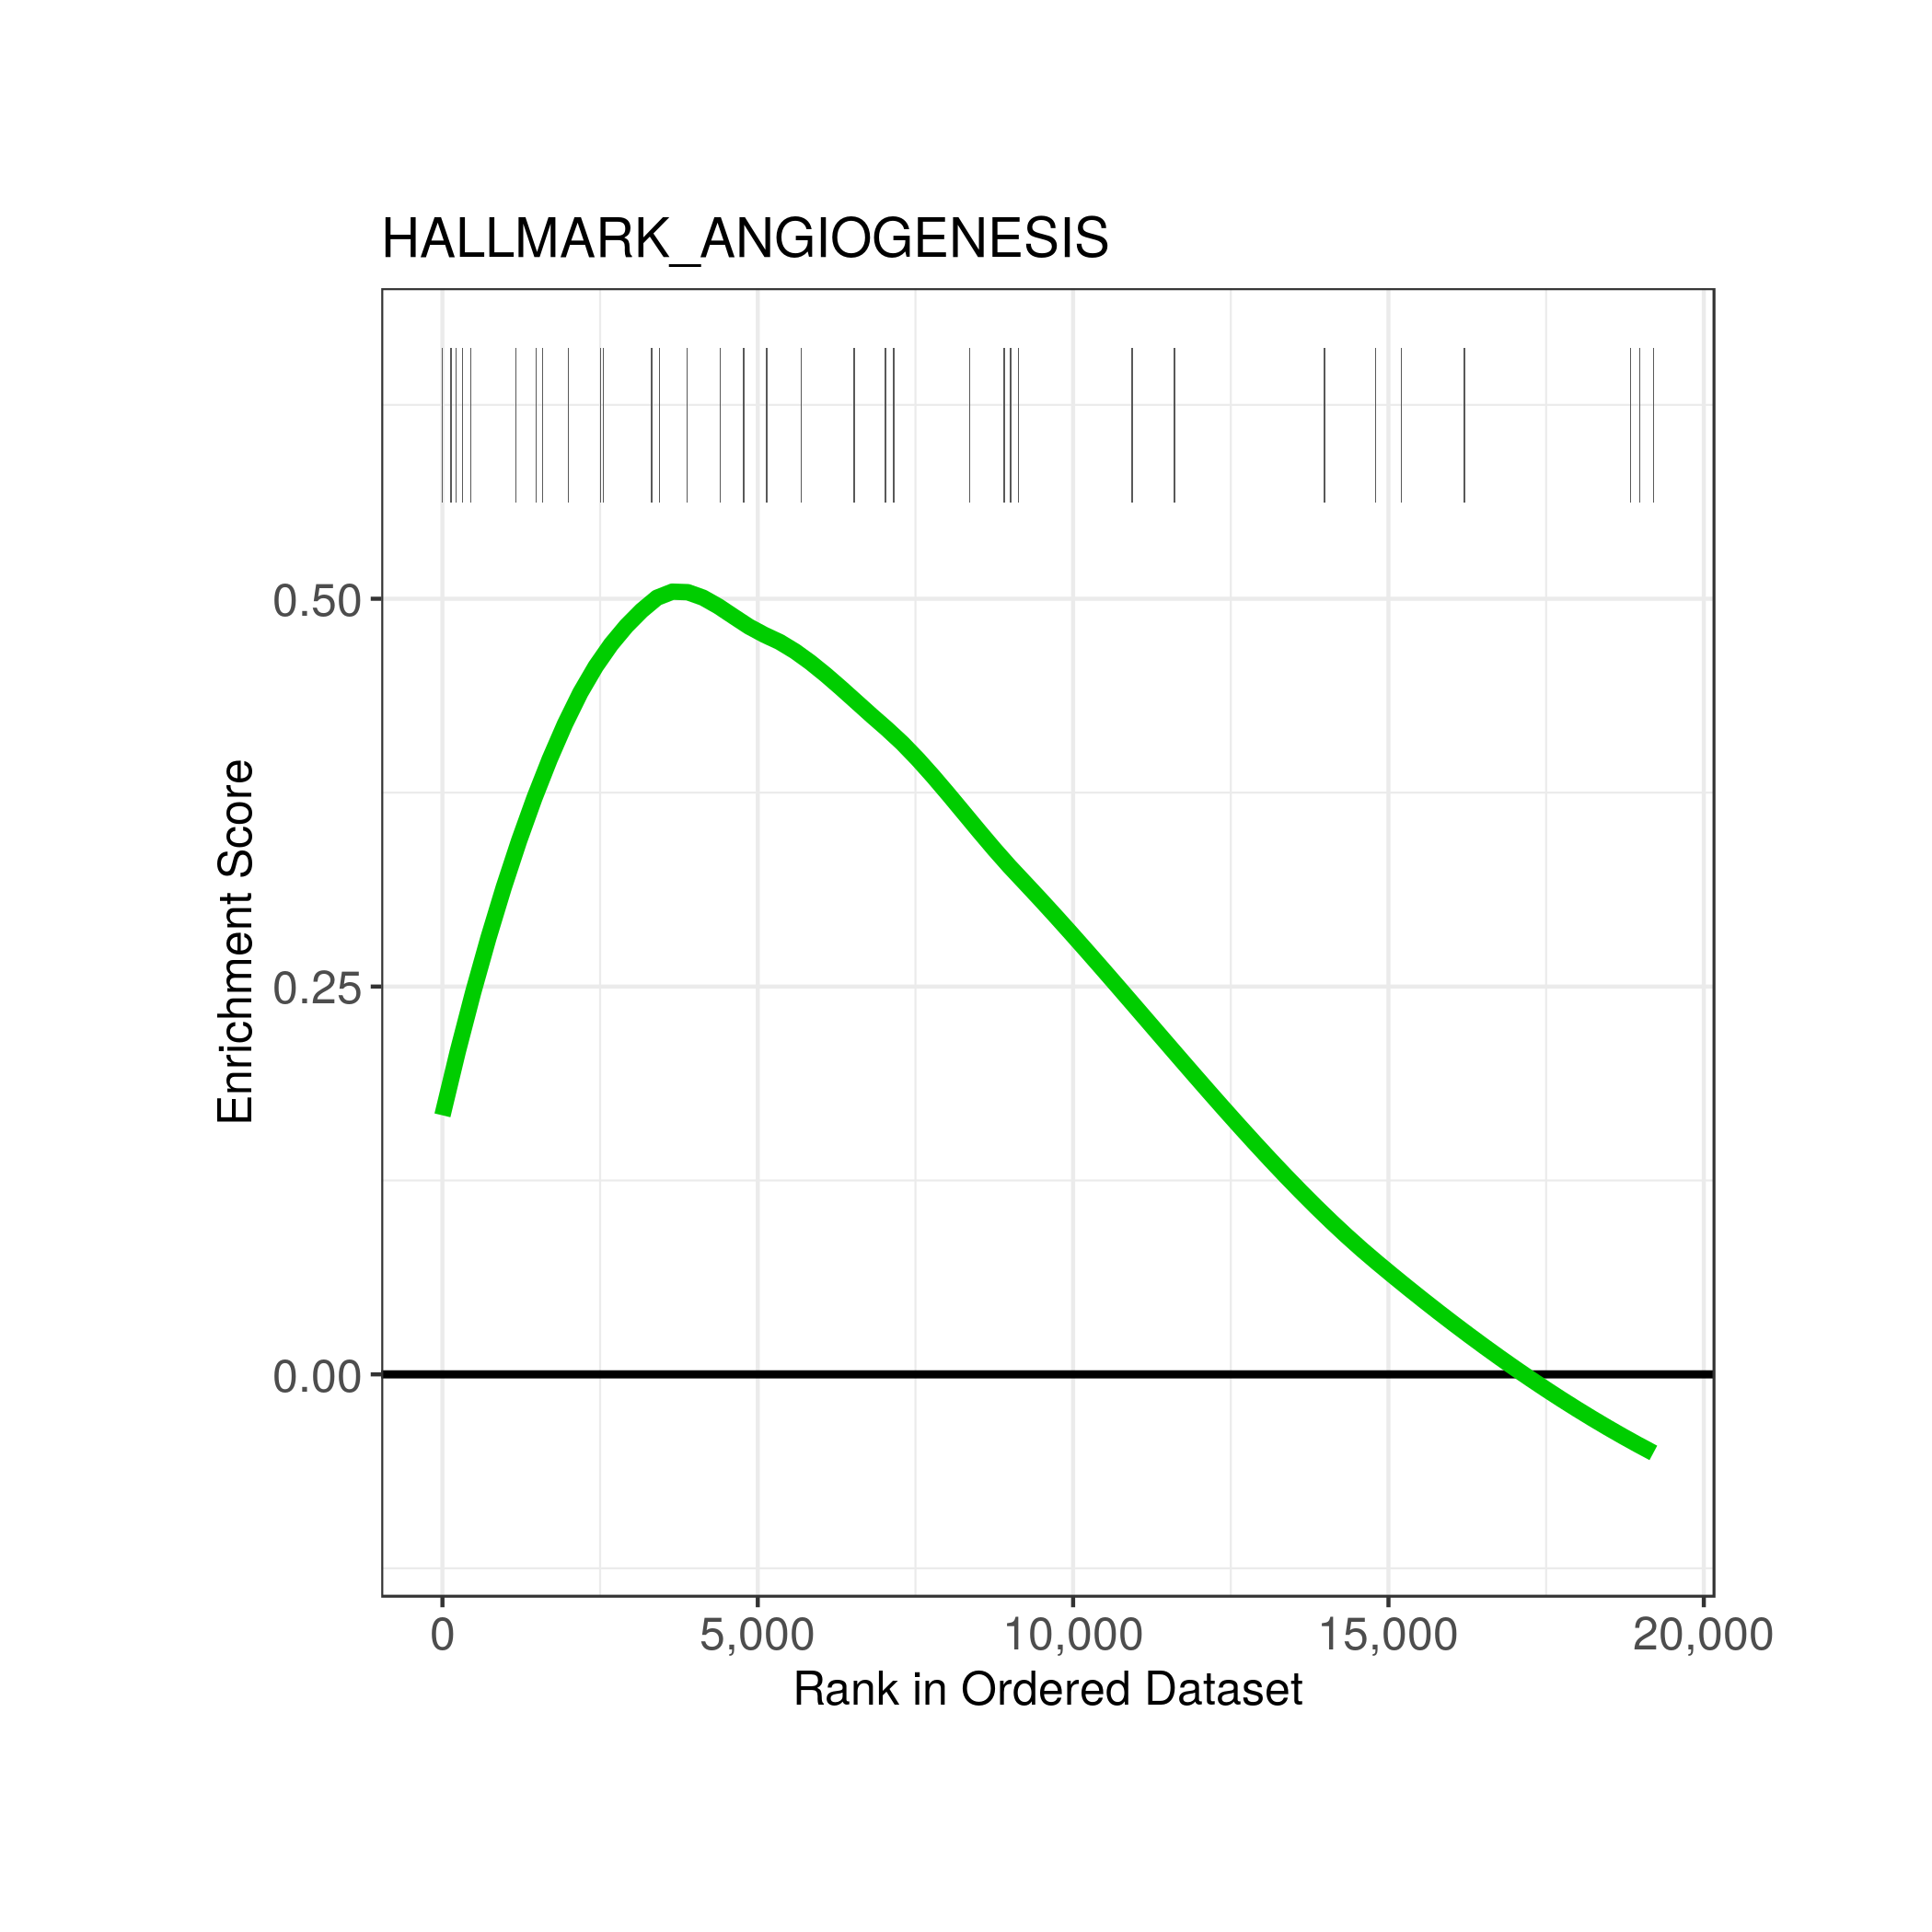 HALLMARK_ANGIOGENESIS
Enrichment Score
0.50
0.25
0.00
0 5,000 10,000 15,000 20,000
Rank in Ordered Dataset